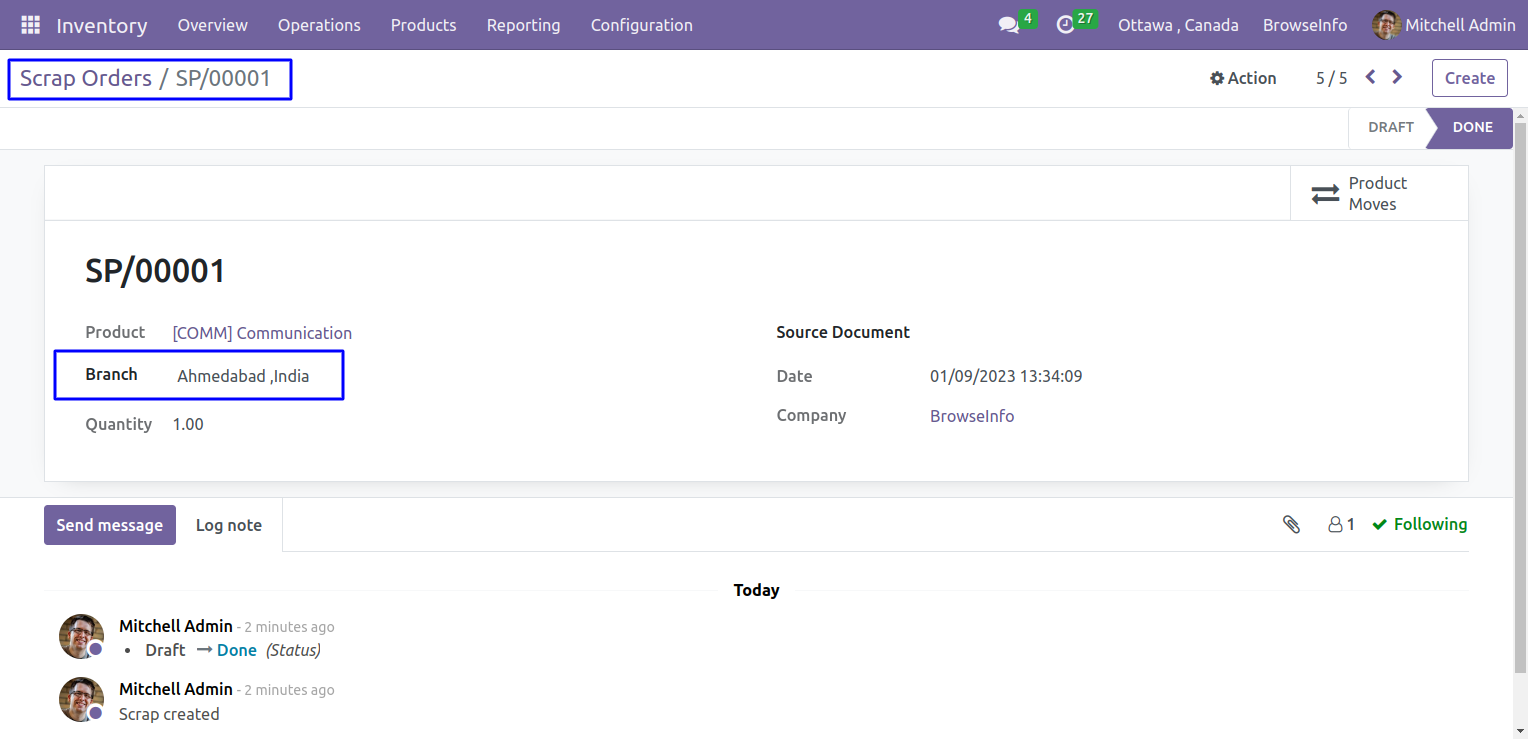 Inventory Overview Operations Products Reporting Configuration 4 27 Ottawa , Canada BrowseInfo Mitchell Admin
Scrap Orders / SP/00001 Action 5 / 5 Create
DRAFT DONE
Product
Moves
SP/00001
Product [COMM] Communication Source Document
Branch Ahmedabad ,India Date 01/09/2023 13:34:09
Company BrowseInfo
Quantity 1.00
Send message Log note 1 Following
Today
Mitchell Admin - 2 minutes ago
• Draft → Done (Status)
Mitchell Admin - 2 minutes ago
Scrap created